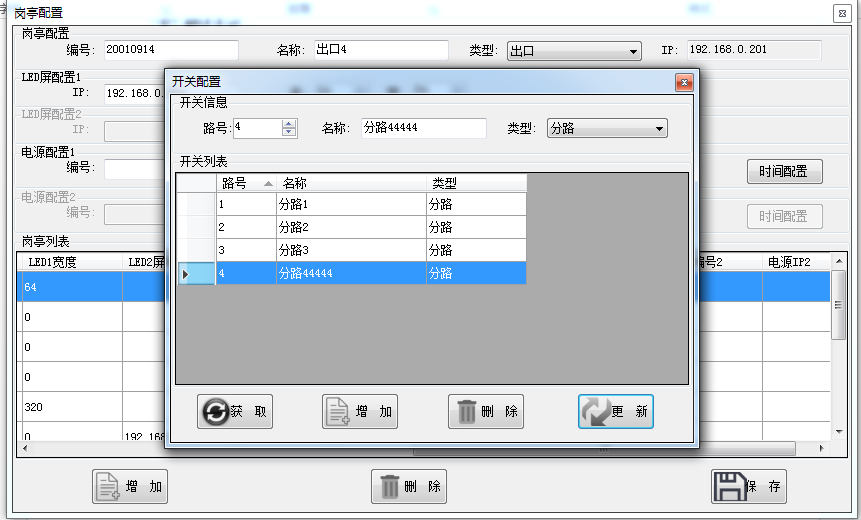 岗亭配置
岗亭配置
编号: 20010914 名称: 出口4 类型: 出口 IP: 192.168.0.201
LED屏配置1
IP: 192.168.0.
LED屏配置2
IP:
电源配置1
编号: 时间配置
电源配置2
编号: 时间配置
岗亭列表
LED1宽度 LED2屏 编号2 电源IP2
64
0
0
0
320
0 192.168
增 加 删 除 保 存
开关配置
开关信息
路号: 4 名称: 分路44444 类型: 分路
开关列表
路号 名称 类型
1 分路1 分路
2 分路2 分路
3 分路3 分路
4 分路44444 分路
获 取 增 加 删 除 更 新